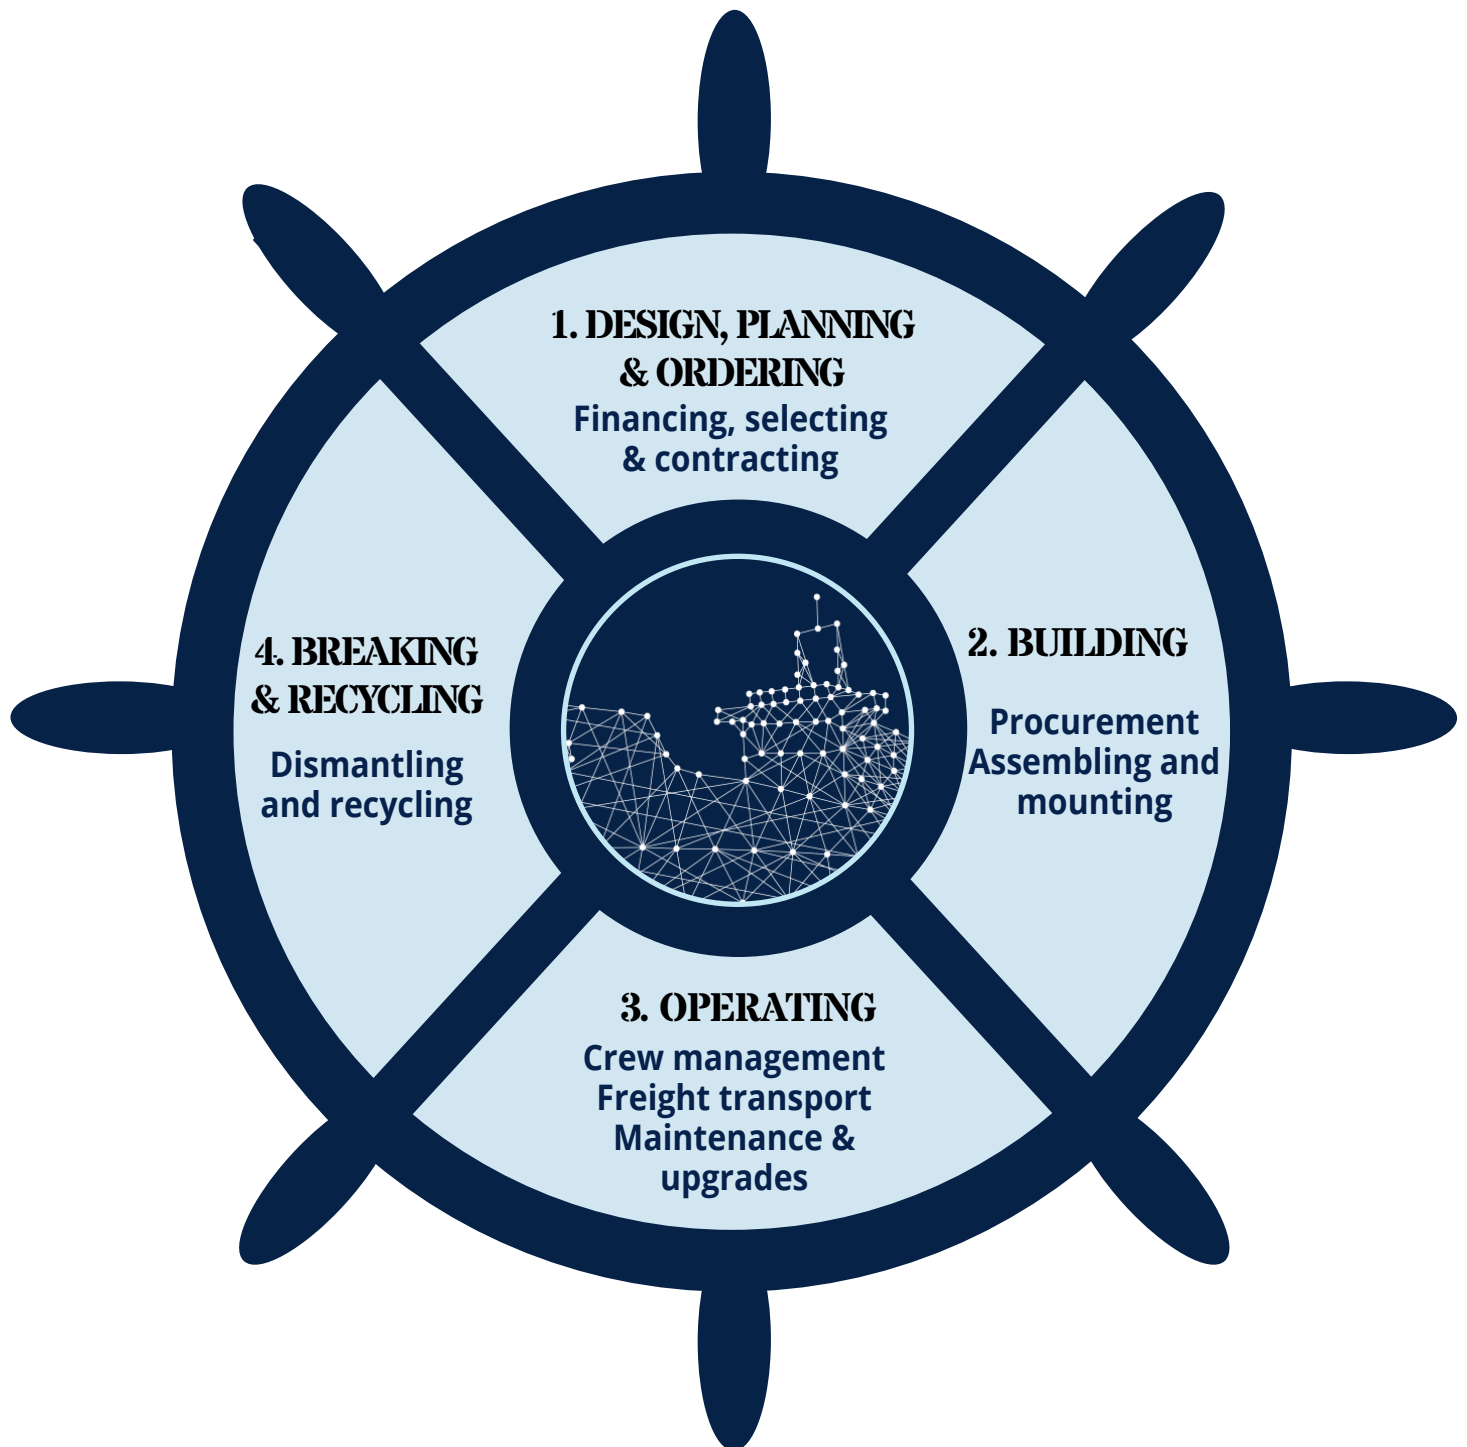 1. DESIGN, PLANNING
& ORDERING
Financing, selecting
& contracting
2. BUILDING
Procurement
Assembling and
mounting
3. OPERATING
Crew management
Freight transport
Maintenance &
upgrades
4. BREAKING
& RECYCLING
Dismantling
and recycling